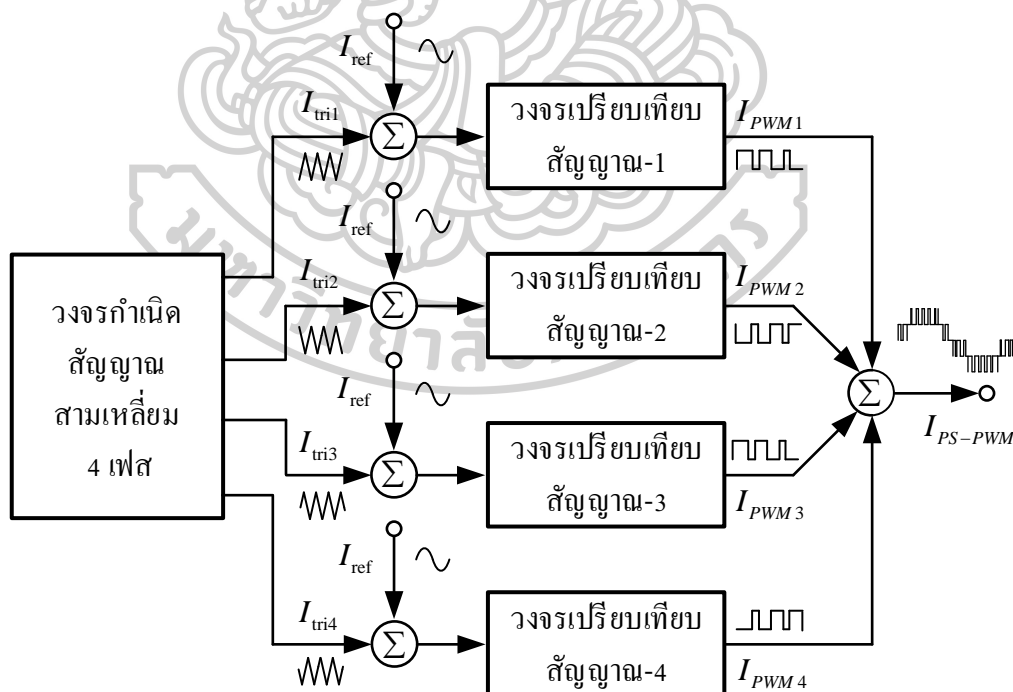 I_ref
I_tri1
Σ
วงจรเปรียบเทียบ
สัญญาณ-1
I_PWM1
I_ref
I_tri2
Σ
วงจรเปรียบเทียบ
สัญญาณ-2
I_PWM2
วงจรกำเนิด
สัญญาณ
สามเหลี่ยม
4 เฟส
I_ref
I_tri3
Σ
วงจรเปรียบเทียบ
สัญญาณ-3
I_PWM3
Σ
I_PS-PWM
I_ref
I_tri4
Σ
วงจรเปรียบเทียบ
สัญญาณ-4
I_PWM4